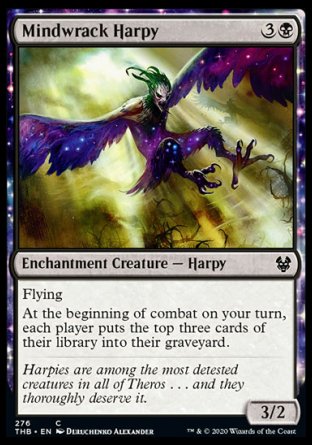 Mindwrack Harpy 3
Enchantment Creature — Harpy
Flying
At the beginning of combat on your turn,
each player puts the top three cards of
their library into their graveyard.
Harpies are among the most detested
creatures in all of Theros . . . and they
thoroughly deserve it.
3/2
276 C
THB • EN Deruchenko Alexander
™ & © 2020 Wizards of the Coast